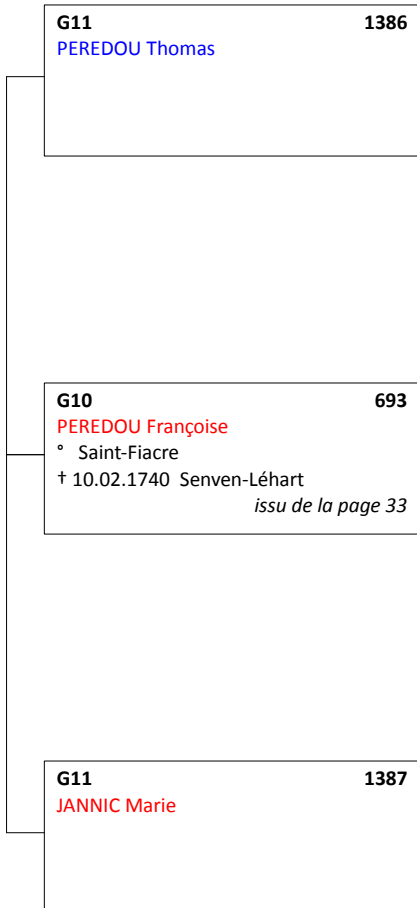 G11 1386
PEREDOU Thomas
G10 693
PEREDOU Françoise
° Saint-Fiacre
† 10.02.1740 Senven-Léhart
issu de la page 33
G11 1387
JANNIC Marie